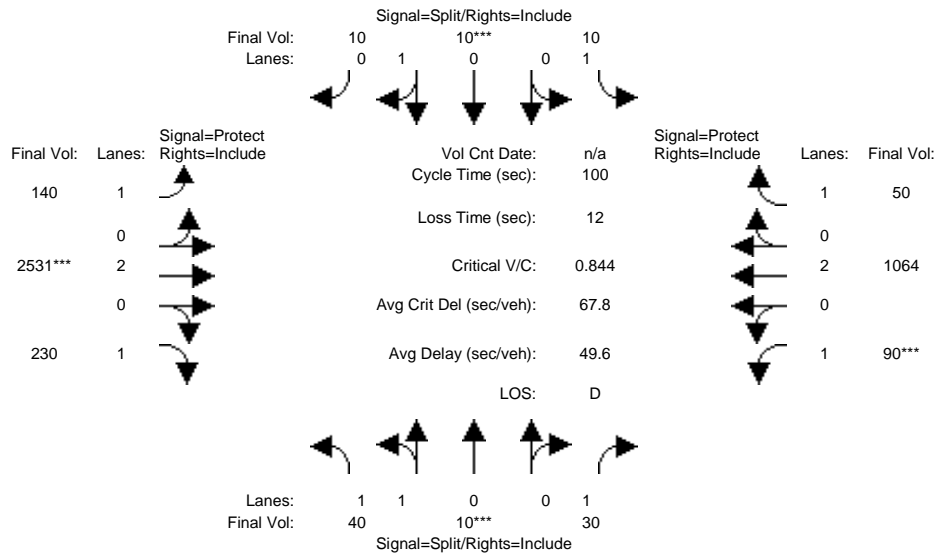 Signal=Split/Rights=Include
Final Vol: 10 10*** 10
Lanes: 0 1 0 0 1
Signal=Protect
Final Vol: Lanes: Rights=Include
Vol Cnt Date: n/a
Signal=Protect
Rights=Include Lanes: Final Vol:
Cycle Time (sec): 100
140 1
1 50
Loss Time (sec): 12
0
0
2531*** 2
Critical V/C: 0.844
2 1064
0
Avg Crit Del (sec/veh): 67.8
0
230 1
Avg Delay (sec/veh): 49.6
1 90***
LOS: D
Lanes: 1 1 0 0 1
Final Vol: 40 10*** 30
Signal=Split/Rights=Include